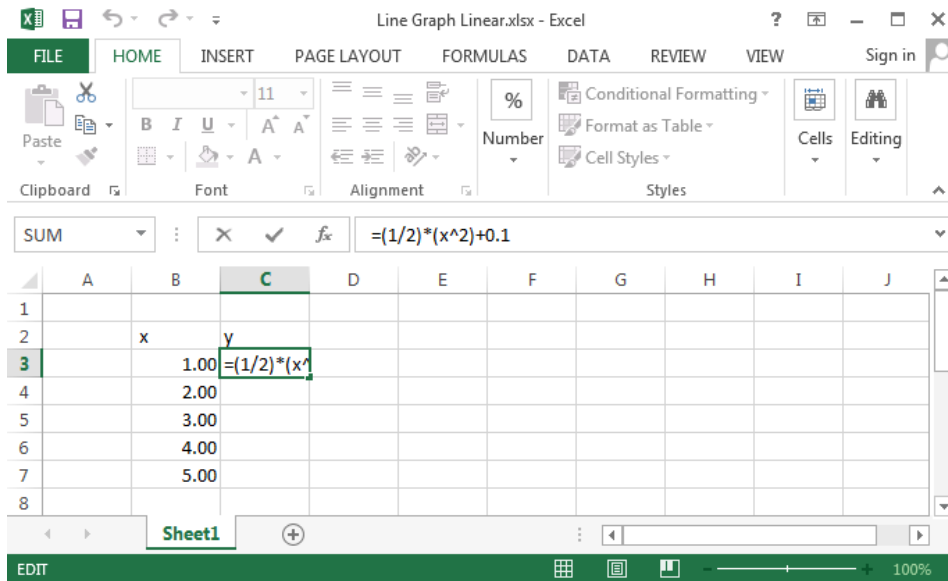 Line Graph Linear.xlsx - Excel ?
FILE HOME INSERT PAGE LAYOUT FORMULAS DATA REVIEW VIEW Sign in
Paste
B I U A A A
11
%
Number
Conditional Formatting
Format as Table
Cell Styles
Cells
Editing
Clipboard Font Alignment Styles
SUM fx =(1/2)*(x^2)+0.1
A B C D E F G H I J
1
2 x y
3 1.00 =(1/2)*(x^
4 2.00
5 3.00
6 4.00
7 5.00
8
Sheet1
EDIT 100%